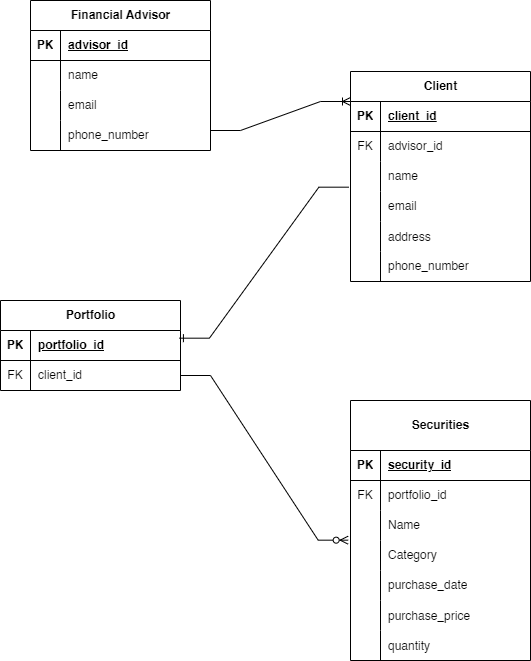 Financial Advisor
PK advisor_id
name
email
phone_number
Client
PK client_id
FK advisor_id
name
email
address
phone_number
Portfolio
PK portfolio_id
FK client_id
Securities
PK security_id
FK portfolio_id
Name
Category
purchase_date
purchase_price
quantity